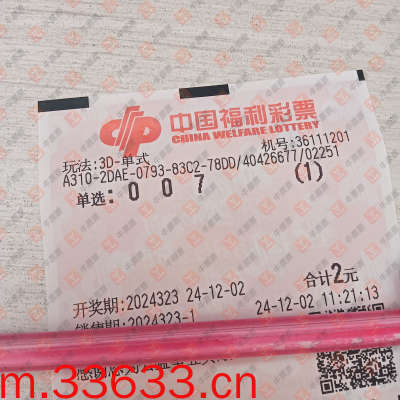 中国福利彩票
CHINA WELFARE LOTTERY
玩法:3D-单式
机号:36111201
A310-2DAE-0793-83C2-78DD/40426677/02251
单选: 0 0 7 (1)
合计2元
开奖期:2024323 24-12-02
24-12-02 11:21:13
销售期:2024323-1
m.33633.cn